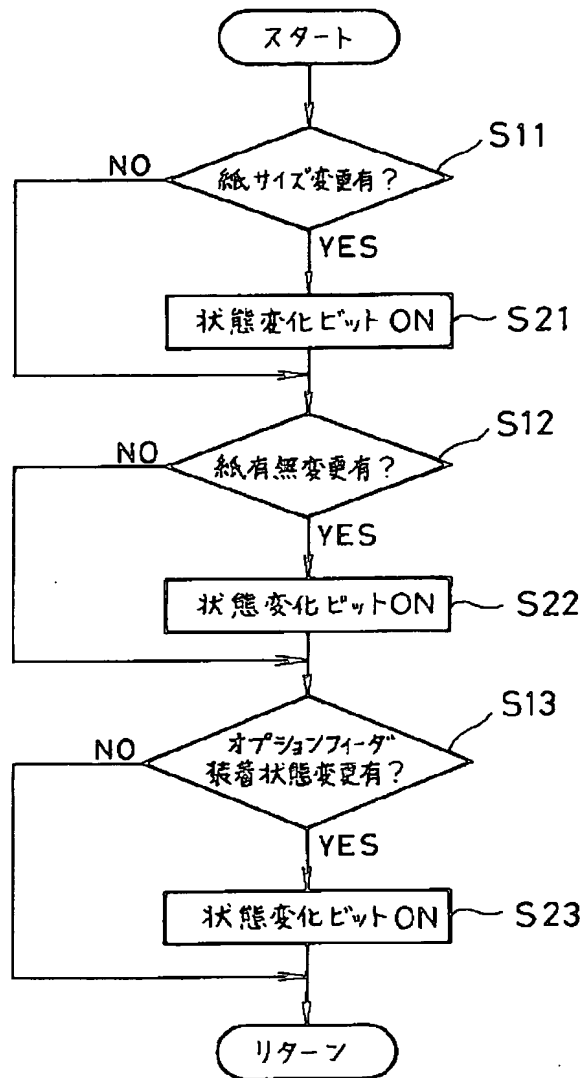 スタート
S11
NO
紙サイズ変更有？
YES
状態変化ビットON
S21
S12
NO
紙有無変更有？
YES
状態変化ビットON
S22
S13
NO
オプションフィーダ
装着状態変更有？
YES
状態変化ビットON
S23
リターン